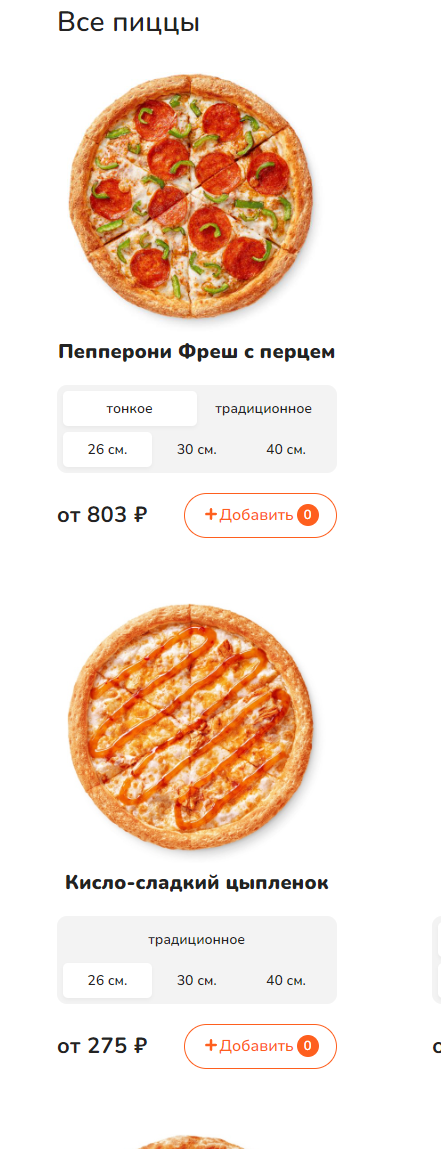 Все пиццы
Пепперони Фреш с перцем
тонкое традиционное
26 см. 30 см. 40 см.
от 803 ₽ +Добавить 0
Кисло-сладкий цыпленок
традиционное
26 см. 30 см. 40 см.
от 275 ₽ +Добавить 0